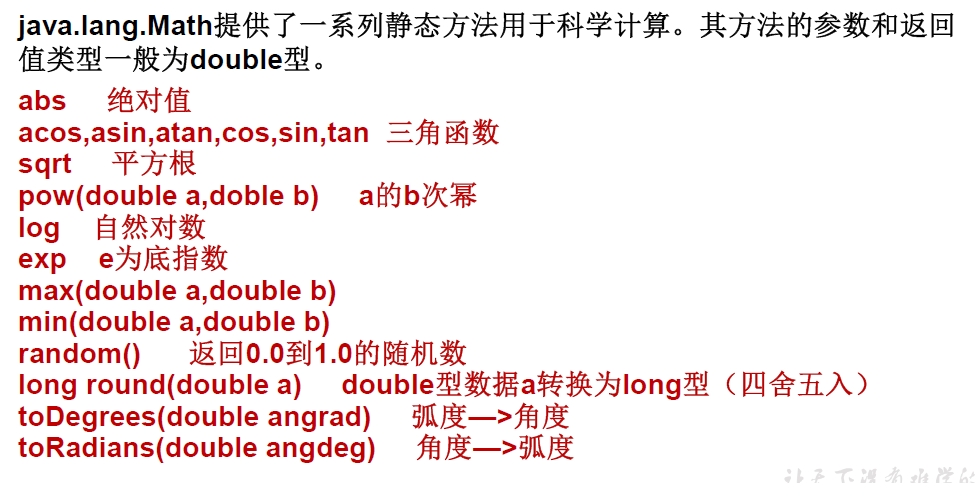 java.lang.Math提供了一系列静态方法用于科学计算。其方法的参数和返回
值类型一般为double型。
abs 绝对值
acos,asin,atan,cos,sin,tan 三角函数
sqrt 平方根
pow(double a,doble b) a的b次幂
log 自然对数
exp e为底指数
max(double a,double b)
min(double a,double b)
random() 返回0.0到1.0的随机数
long round(double a) double型数据a转换为long型（四舍五入）
toDegrees(double angrad) 弧度—>角度
toRadians(double angdeg) 角度—>弧度